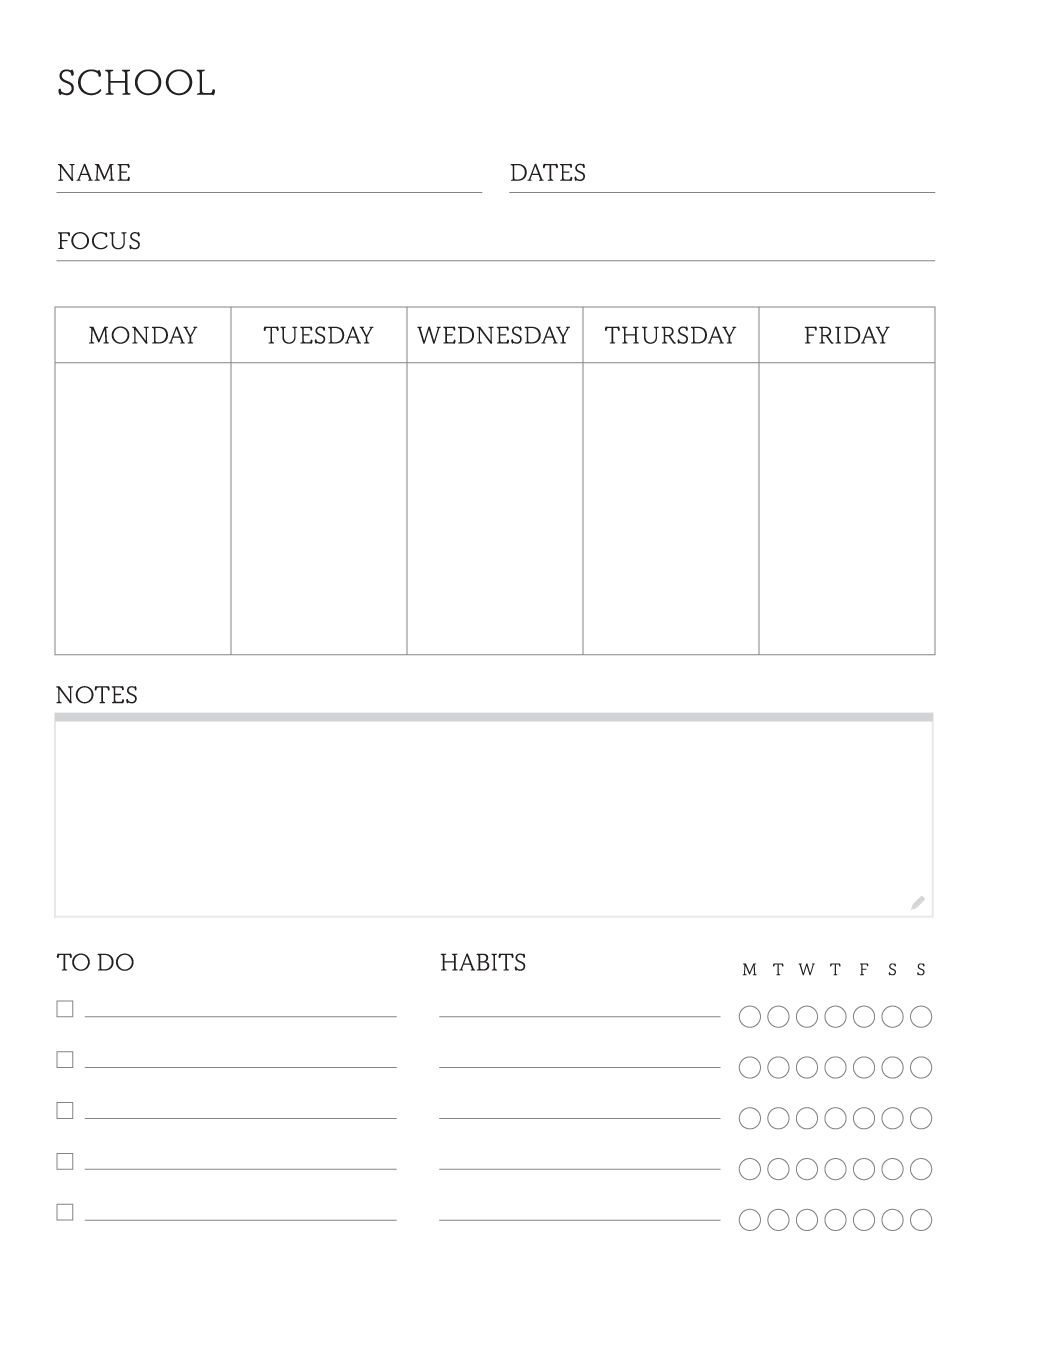 SCHOOL
NAME DATES
FOCUS
MONDAY TUESDAY WEDNESDAY THURSDAY FRIDAY
NOTES
TO DO HABITS M T W T F S S